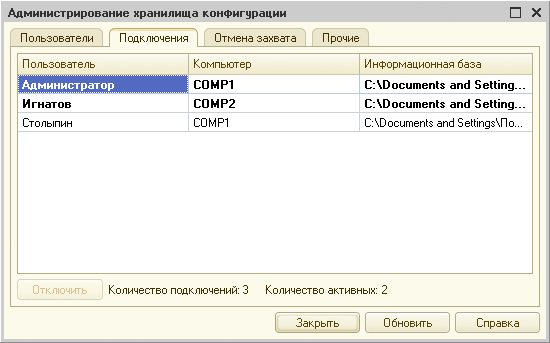 Администрирование хранилища конфигурации
Пользователи Подключения Отмена захвата Прочие
Пользователь Компьютер Информационная база
Администратор COMP1 C:\Documents and Setting...
Игнатов COMP2 C:\Documents and Setting...
Столыпин COMP1 C:\Documents and Settings\По...
Отключить Количество подключений: 3 Количество активных: 2
Закрыть Обновить Справка